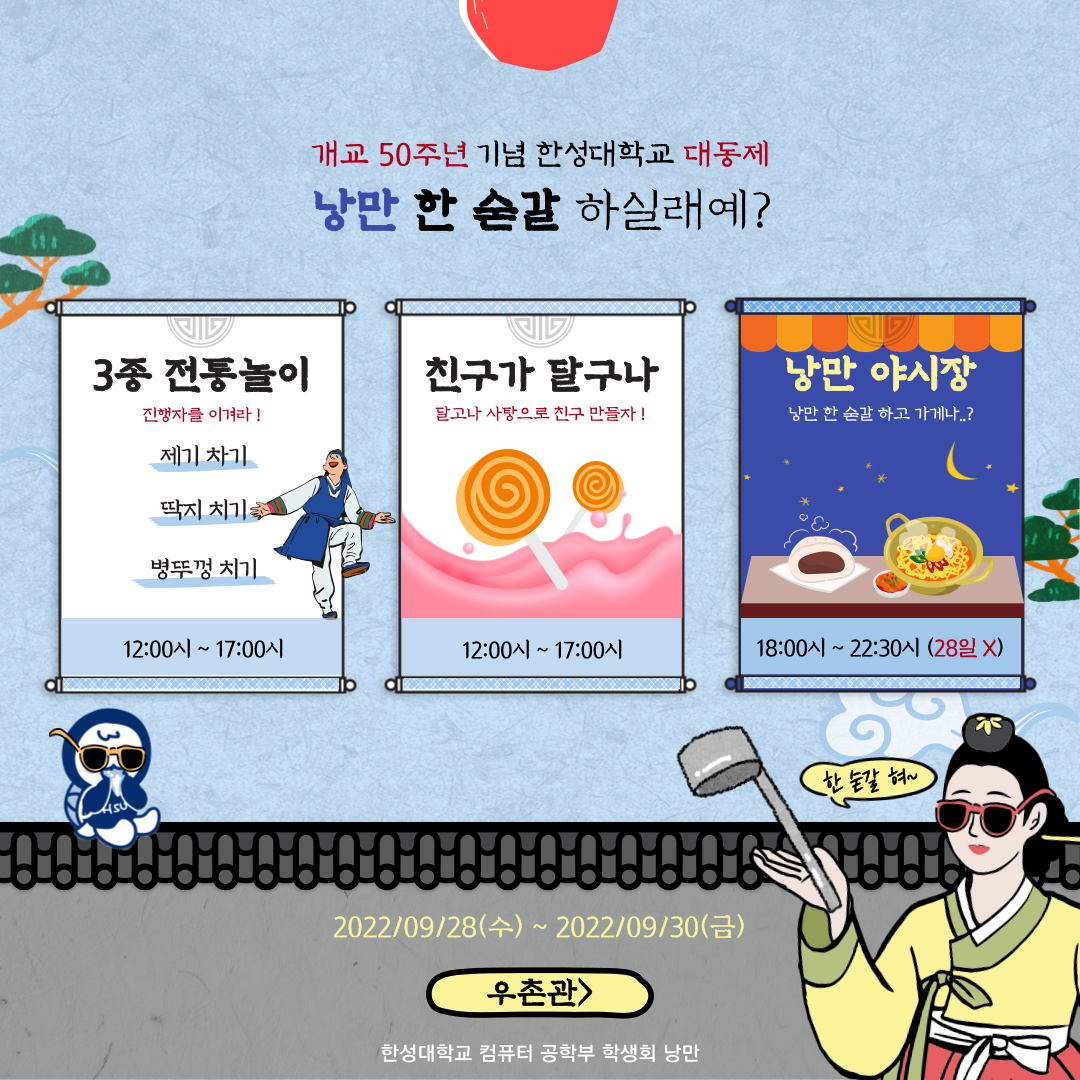 개교 50주년 기념 한성대학교 대동제
낭만 한 숟갈 하실래예?
3종 전통놀이
진행자를 이겨라 !
제기 차기
딱지 치기
병뚜껑 치기
12:00시 ~ 17:00시
친구가 달구나
달고나 사탕으로 친구 만들자 !
12:00시 ~ 17:00시
낭만 야시장
낭만 한 숟갈 하고 가게나..?
18:00시 ~ 22:30시 (28일 X)
HSU
한 숟갈 혀~
2022/09/28(수) ~ 2022/09/30(금)
우촌관>
한성대학교 컴퓨터 공학부 학생회 낭만